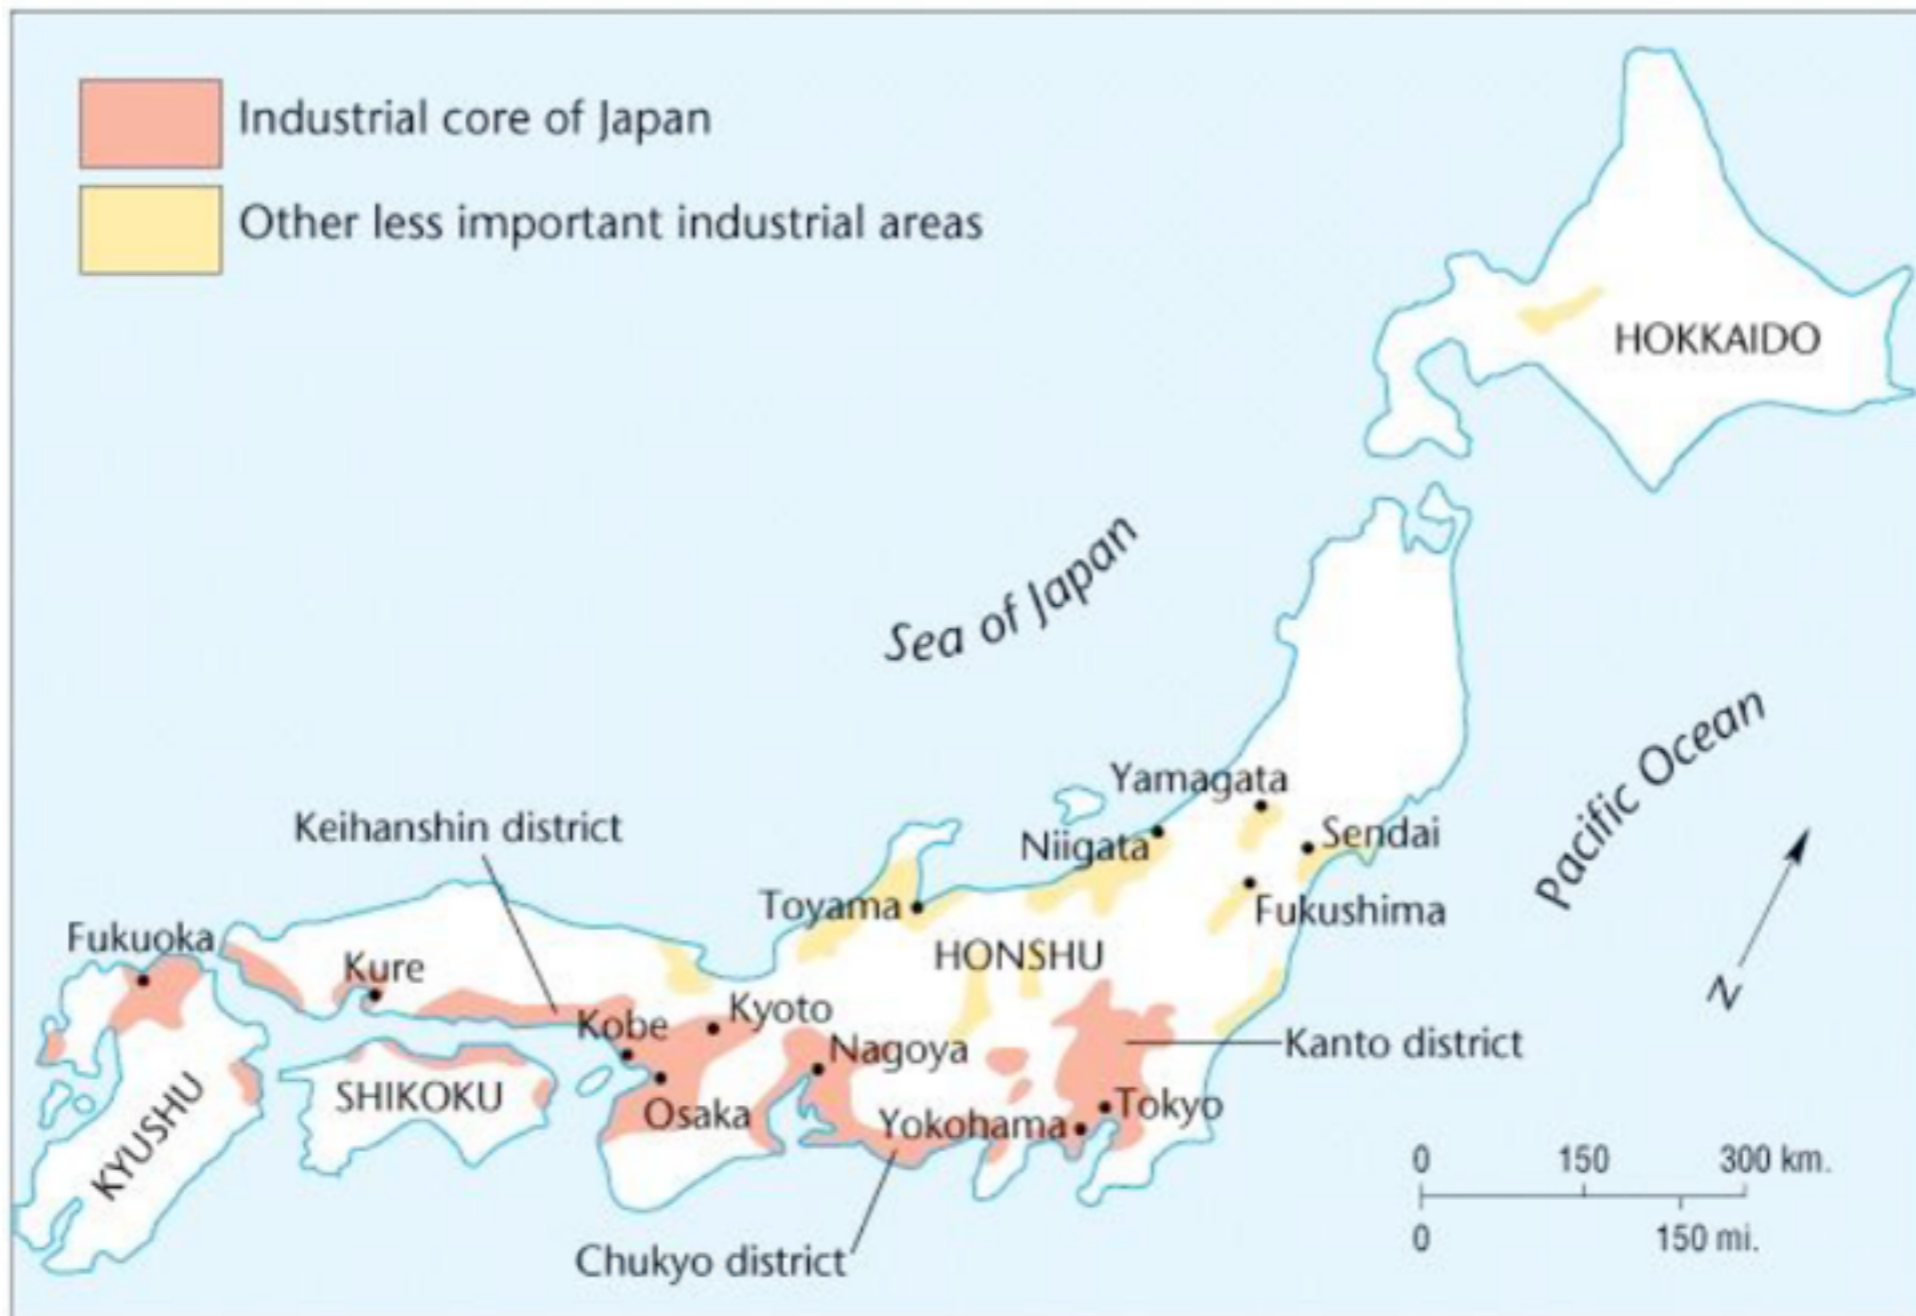 Industrial core of Japan
Other less important industrial areas
HOKKAIDO
Sea of Japan
Pacific Ocean
Yamagata
Keihanshin district
Niigata
Sendai
Toyama
Fukushima
Fukuoka
HONSHU
Kure
Kyoto
Kobe
N
Nagoya
Kanto district
SHIKOKU
Osaka
Yokohama
Tokyo
KYUSHU
0 150 300 km.
0 150 mi.
Chukyo district